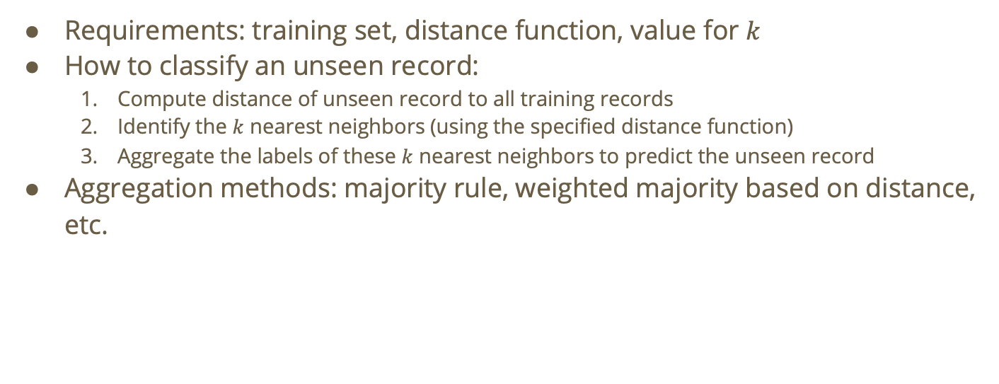 ● Requirements: training set, distance function, value for k
● How to classify an unseen record:
1. Compute distance of unseen record to all training records
2. Identify the k nearest neighbors (using the specified distance function)
3. Aggregate the labels of these k nearest neighbors to predict the unseen record
● Aggregation methods: majority rule, weighted majority based on distance,
etc.